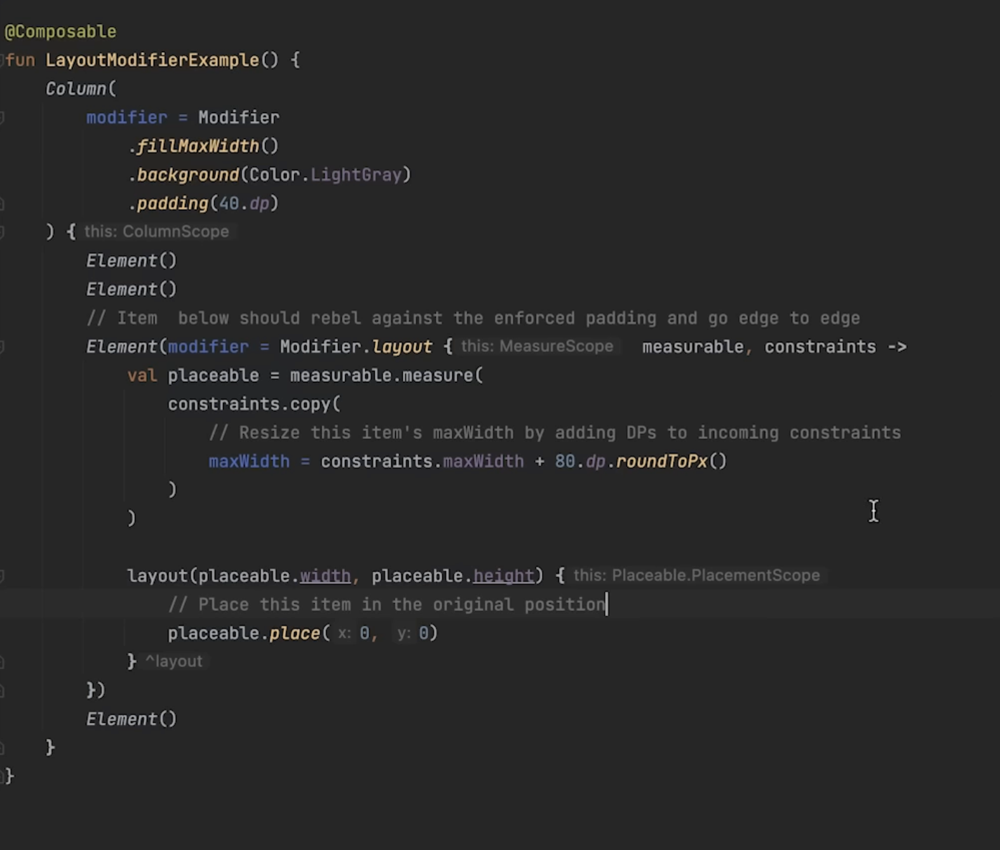 @Composable
fun LayoutModifierExample() {
Column(
modifier = Modifier
.fillMaxWidth()
.background(Color.LightGray)
.padding(40.dp)
) { this: ColumnScope
Element()
Element()
// Item  below should rebel against the enforced padding and go edge to edge
Element(modifier = Modifier.layout { this: MeasureScope measurable, constraints ->
val placeable = measurable.measure(
constraints.copy(
// Resize this item's maxWidth by adding DPs to incoming constraints
maxWidth = constraints.maxWidth + 80.dp.roundToPx()
)
)
layout(placeable.width, placeable.height) { this: Placeable.PlacementScope
// Place this item in the original position
placeable.place( x: 0, y: 0)
} ^layout
})
Element()
}
}